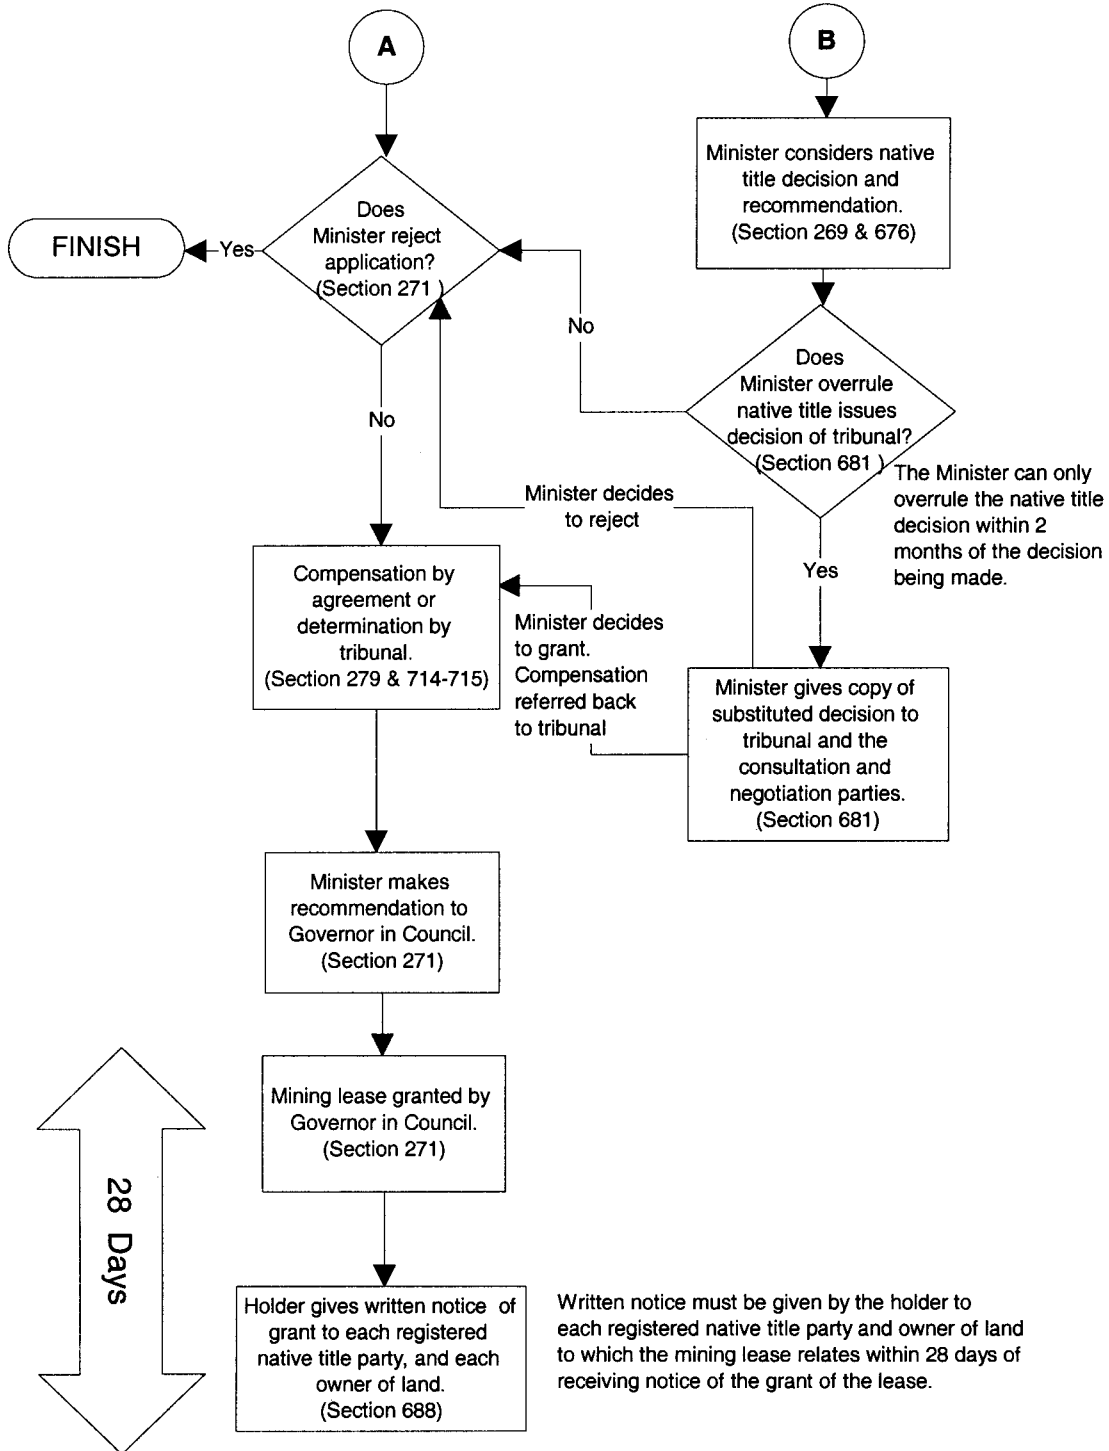 A
B
Minister considers native
title decision and
recommendation.
(Section 269 & 676)
Does
Minister reject
application?
(Section 271 )
Yes
FINISH
No
Does
Minister overrule
native title issues
decision of tribunal?
(Section 681 )
The Minister can only
overrule the native title
decision within 2
months of the decision
being made.
No
Minister decides
to reject
Yes
Compensation by
agreement or
determination by
tribunal.
(Section 279 & 714-715)
Minister decides
to grant.
Compensation
referred back
to tribunal
Minister gives copy of
substituted decision to
tribunal and the
consultation and
negotiation parties.
(Section 681)
Minister makes
recommendation to
Governor in Council.
(Section 271)
Mining lease granted by
Governor in Council.
(Section 271)
28 Days
Holder gives written notice of
grant to each registered
native title party, and each
owner of land.
(Section 688)
Written notice must be given by the holder to
each registered native title party and owner of land
to which the mining lease relates within 28 days of
receiving notice of the grant of the lease.